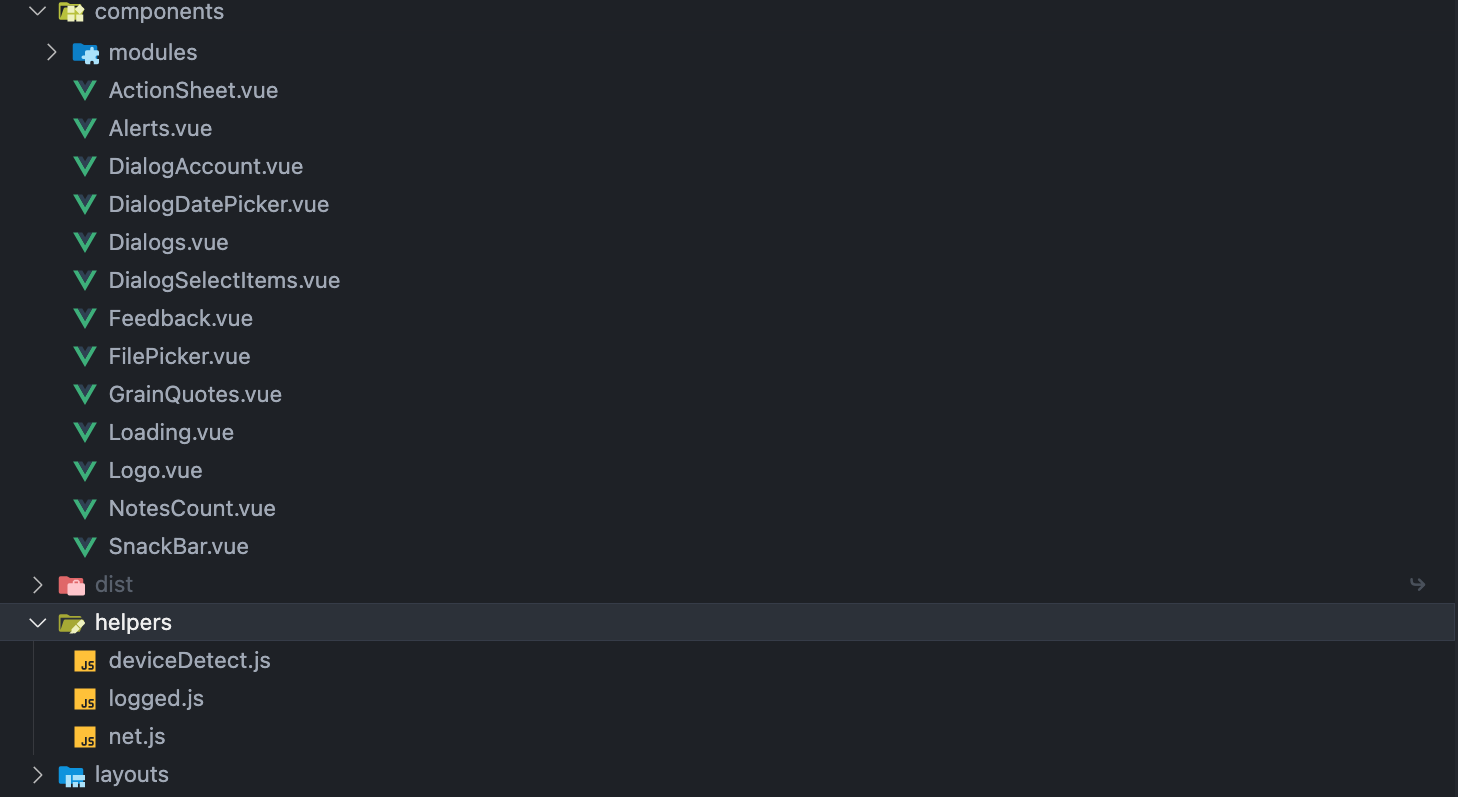 components
modules
ActionSheet.vue
Alerts.vue
DialogAccount.vue
DialogDatePicker.vue
Dialogs.vue
DialogSelectItems.vue
Feedback.vue
FilePicker.vue
GrainQuotes.vue
Loading.vue
Logo.vue
NotesCount.vue
SnackBar.vue
dist
helpers
JS deviceDetect.js
JS logged.js
JS net.js
layouts